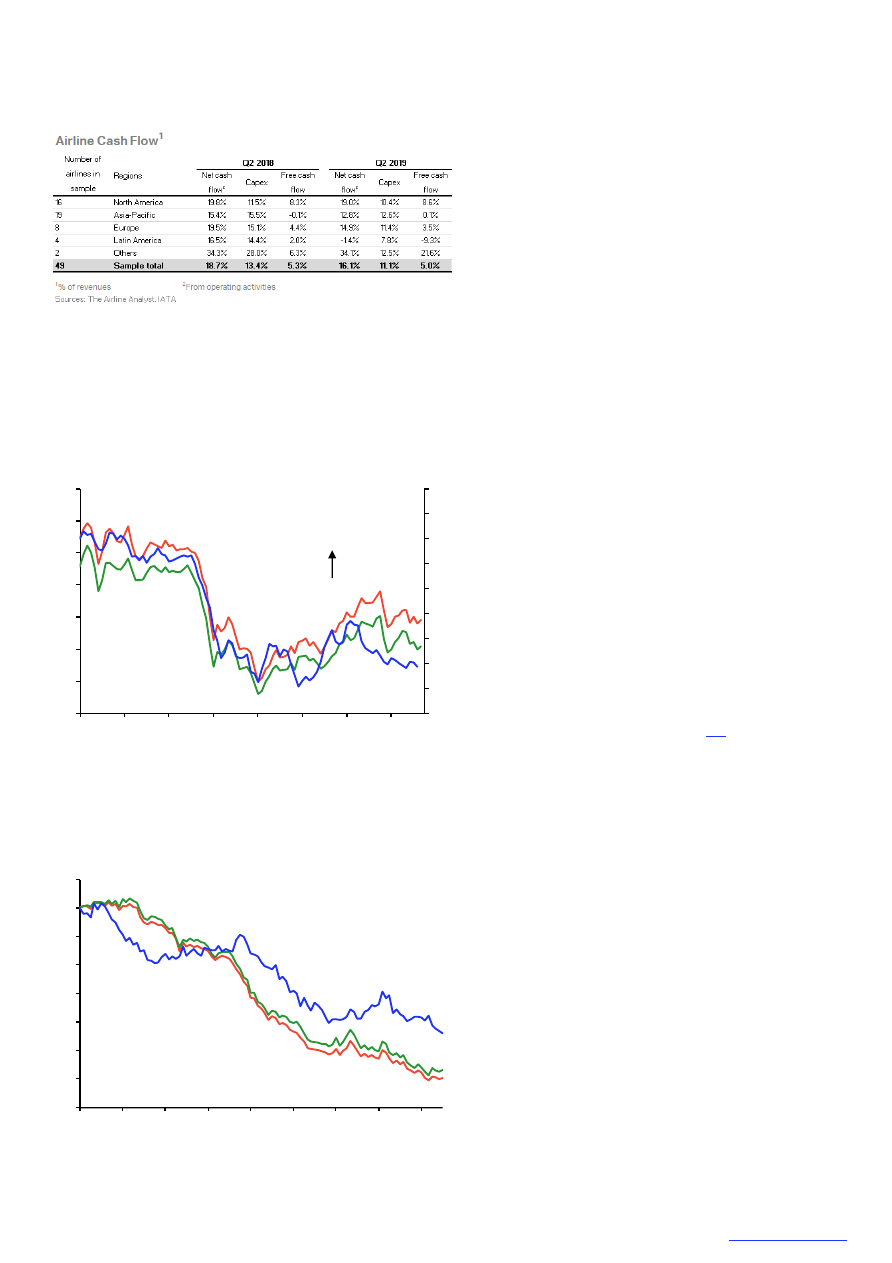 Airline Cash Flow1
Number of airlines in sample Regions Q2 2018 Q2 2019
Net cash flow2 Capex Free cash flow Net cash flow2 Capex Free cash flow
16 North America 19.8% 11.5% 8.3% 19.0% 10.4% 8.6%
19 Asia-Pacific 15.4% 15.5% -0.1% 12.8% 12.6% 0.1%
8 Europe 19.5% 15.1% 4.4% 14.9% 11.4% 3.5%
4 Latin America 16.5% 14.4% 2.0% -1.4% 7.8% -9.3%
2 Others 34.3% 28.0% 6.3% 34.1% 12.5% 21.6%
49 Sample total 18.7% 13.4% 5.3% 16.1% 11.1% 5.0%
1% of revenues 2From operating activities
Sources: The Airline Analyst, IATA